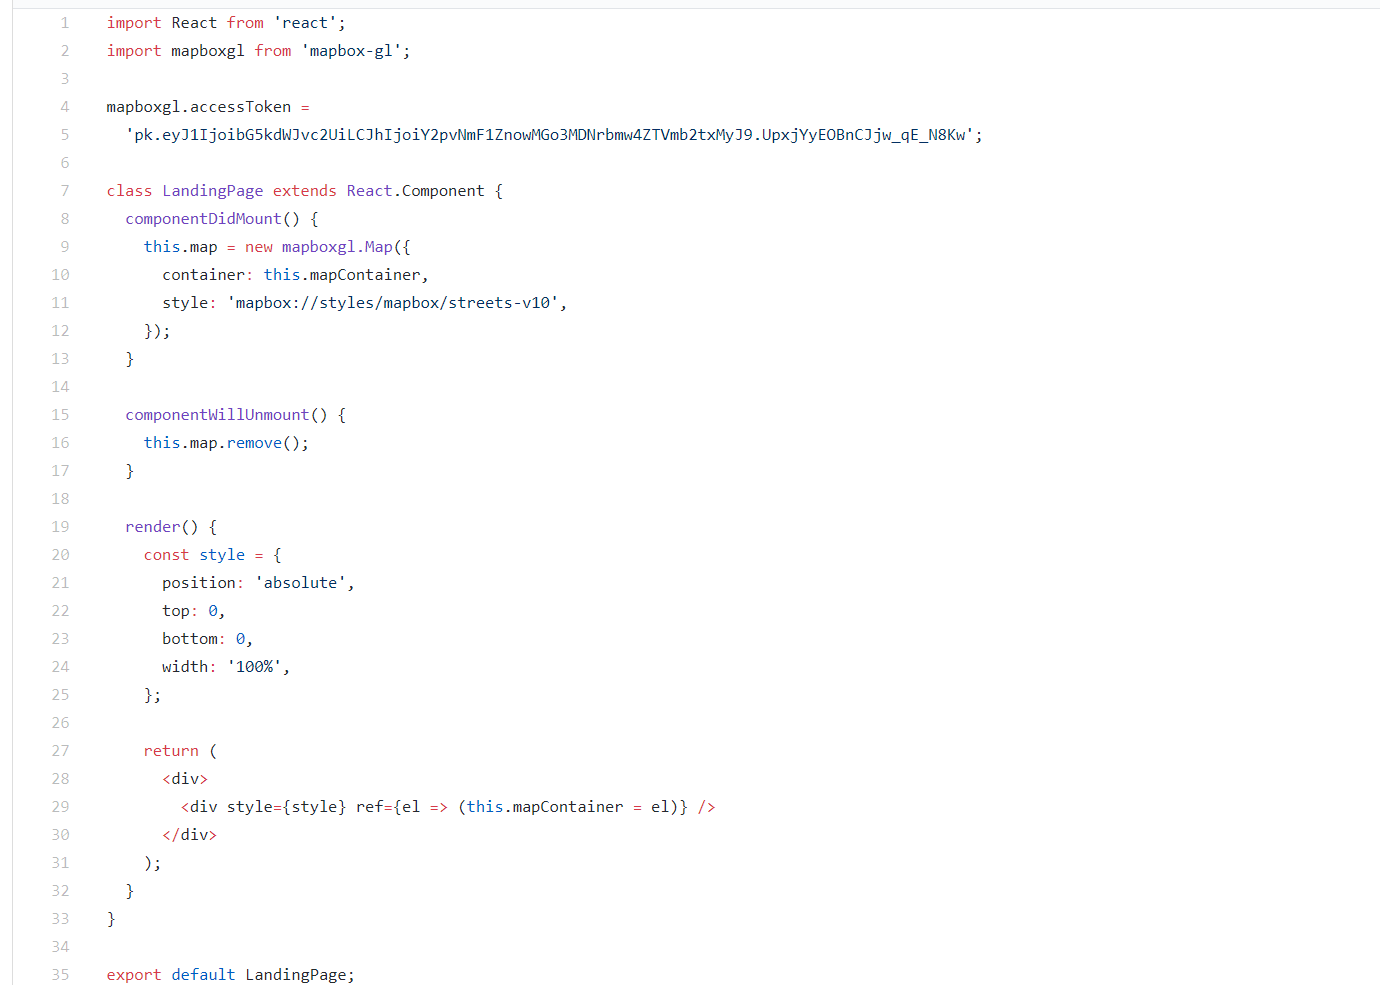 1 import React from 'react';
2 import mapboxgl from 'mapbox-gl';
3
4 mapboxgl.accessToken =
5   'pk.eyJ1IjoibG5kdWJvc2UiLCJhIjoiY2pvNmF1ZnowMGo3MDNrbmw4ZTVmb2txMyJ9.UpxjYyEOBnCJjw_qE_N8Kw';
6
7 class LandingPage extends React.Component {
8   componentDidMount() {
9     this.map = new mapboxgl.Map({
10       container: this.mapContainer,
11       style: 'mapbox://styles/mapbox/streets-v10',
12     });
13   }
14
15   componentWillUnmount() {
16     this.map.remove();
17   }
18
19   render() {
20     const style = {
21       position: 'absolute',
22       top: 0,
23       bottom: 0,
24       width: '100%',
25     };
26
27     return (
28       <div>
29         <div style={style} ref={el => (this.mapContainer = el)} />
30       </div>
31     );
32   }
33 }
34
35 export default LandingPage;